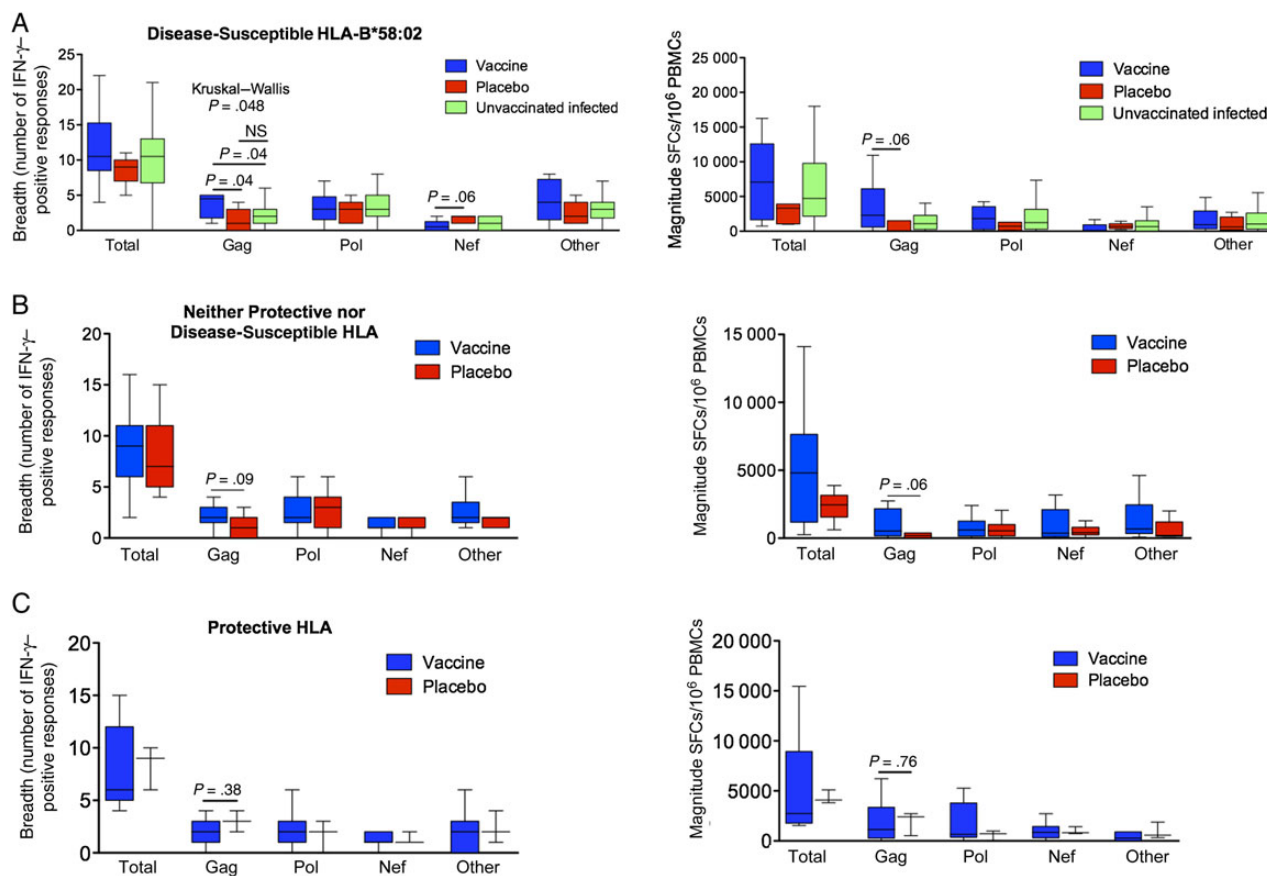 A
Disease-Susceptible HLA-B*58:02
Breadth (number of IFN-γ–
positive responses)
25
20
15
10
5
0
Kruskal–Wallis
P = .048
NS
P = .04
P = .04
P = .06
Vaccine
Placebo
Unvaccinated infected
Total Gag Pol Nef Other
Magnitude SFCs/10⁶ PBMCs
25 000
20 000
15 000
10 000
5000
0
P = .06
Vaccine
Placebo
Unvaccinated infected
Total Gag Pol Nef Other
B
Neither Protective nor
Disease-Susceptible HLA
Breadth (number of IFN-γ–
positive responses)
20
15
10
5
0
P = .09
Vaccine
Placebo
Total Gag Pol Nef Other
Magnitude SFCs/10⁶ PBMCs
15 000
10 000
5000
0
P = .06
Vaccine
Placebo
Total Gag Pol Nef Other
C
Protective HLA
Breadth (number of IFN-γ–
positive responses)
20
15
10
5
0
P = .38
Vaccine
Placebo
Total Gag Pol Nef Other
Magnitude SFCs/10⁶ PBMCs
20 000
15 000
10 000
5000
0
P = .76
Vaccine
Placebo
Total Gag Pol Nef Other